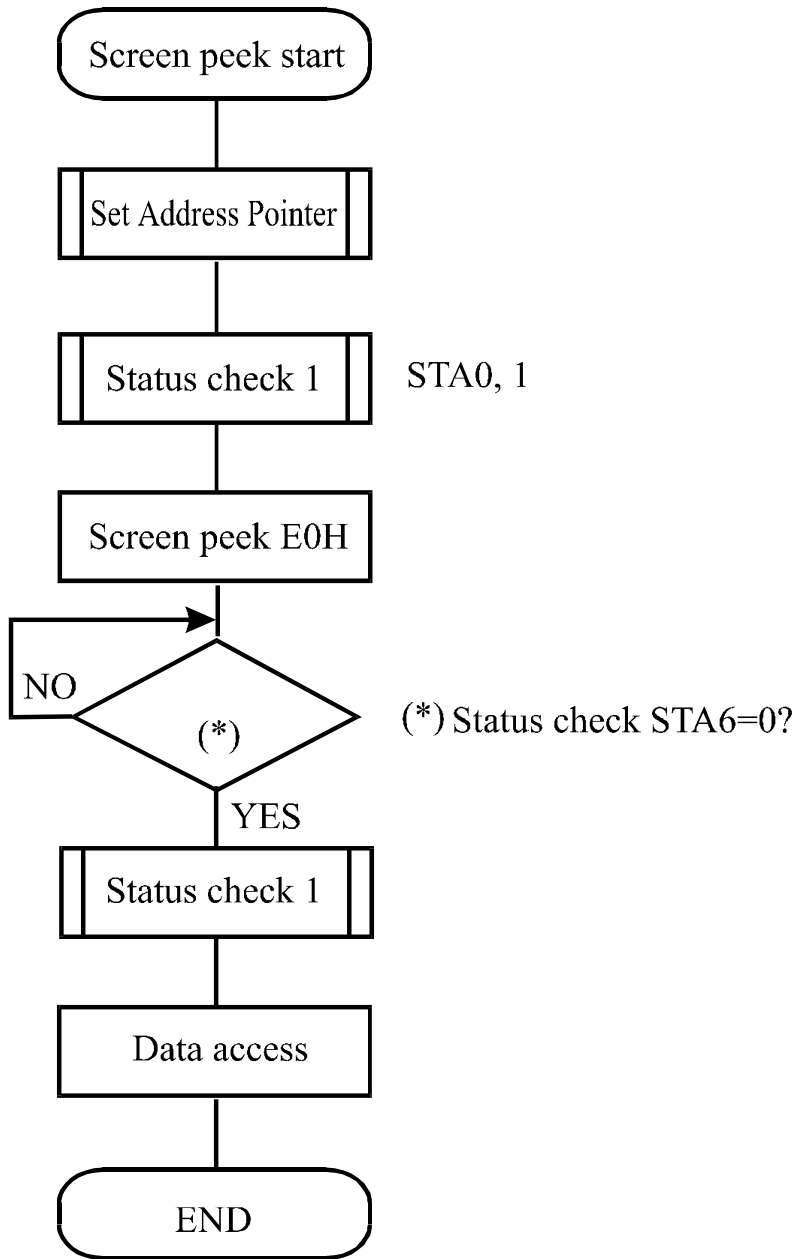 Screen peek start
Set Address Pointer
Status check 1
STA0, 1
Screen peek E0H
NO
(*)
(*) Status check STA6=0?
YES
Status check 1
Data access
END